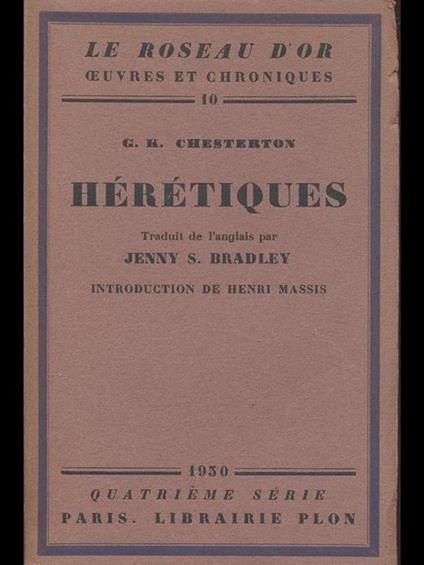 LE ROSEAU D'OR
ŒUVRES ET CHRONIQUES
10
G. K. CHESTERTON
HÉRÉTIQUES
Traduit de l'anglais par
JENNY S. BRADLEY
INTRODUCTION DE HENRI MASSIS
1930
QUATRIÈME SÉRIE
PARIS. LIBRAIRIE PLON